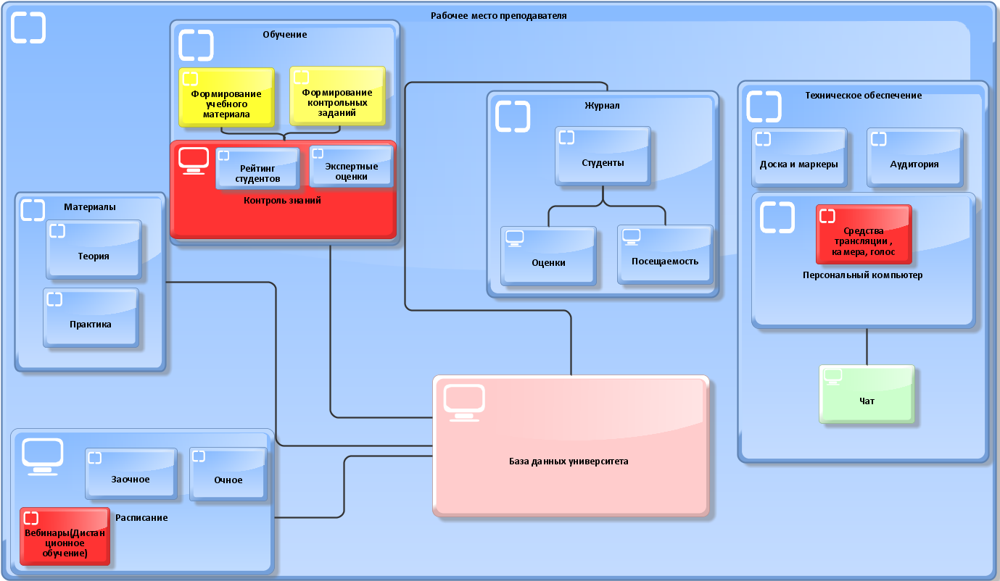 Рабочее место преподавателя
Обучение
Формирование
учебного
материала
Формирование
контрольных
заданий
Рейтинг
студентов
Экспертные
оценки
Контроль знаний
Материалы
Теория
Практика
Журнал
Студенты
Оценки
Посещаемость
Техническое обеспечение
Доска и маркеры
Аудитория
Средства
трансляции ,
камера, голос
Персональный компьютер
Чат
База данных университета
Заочное
Очное
Расписание
Вебинары(Дистан
ционное
обучение)